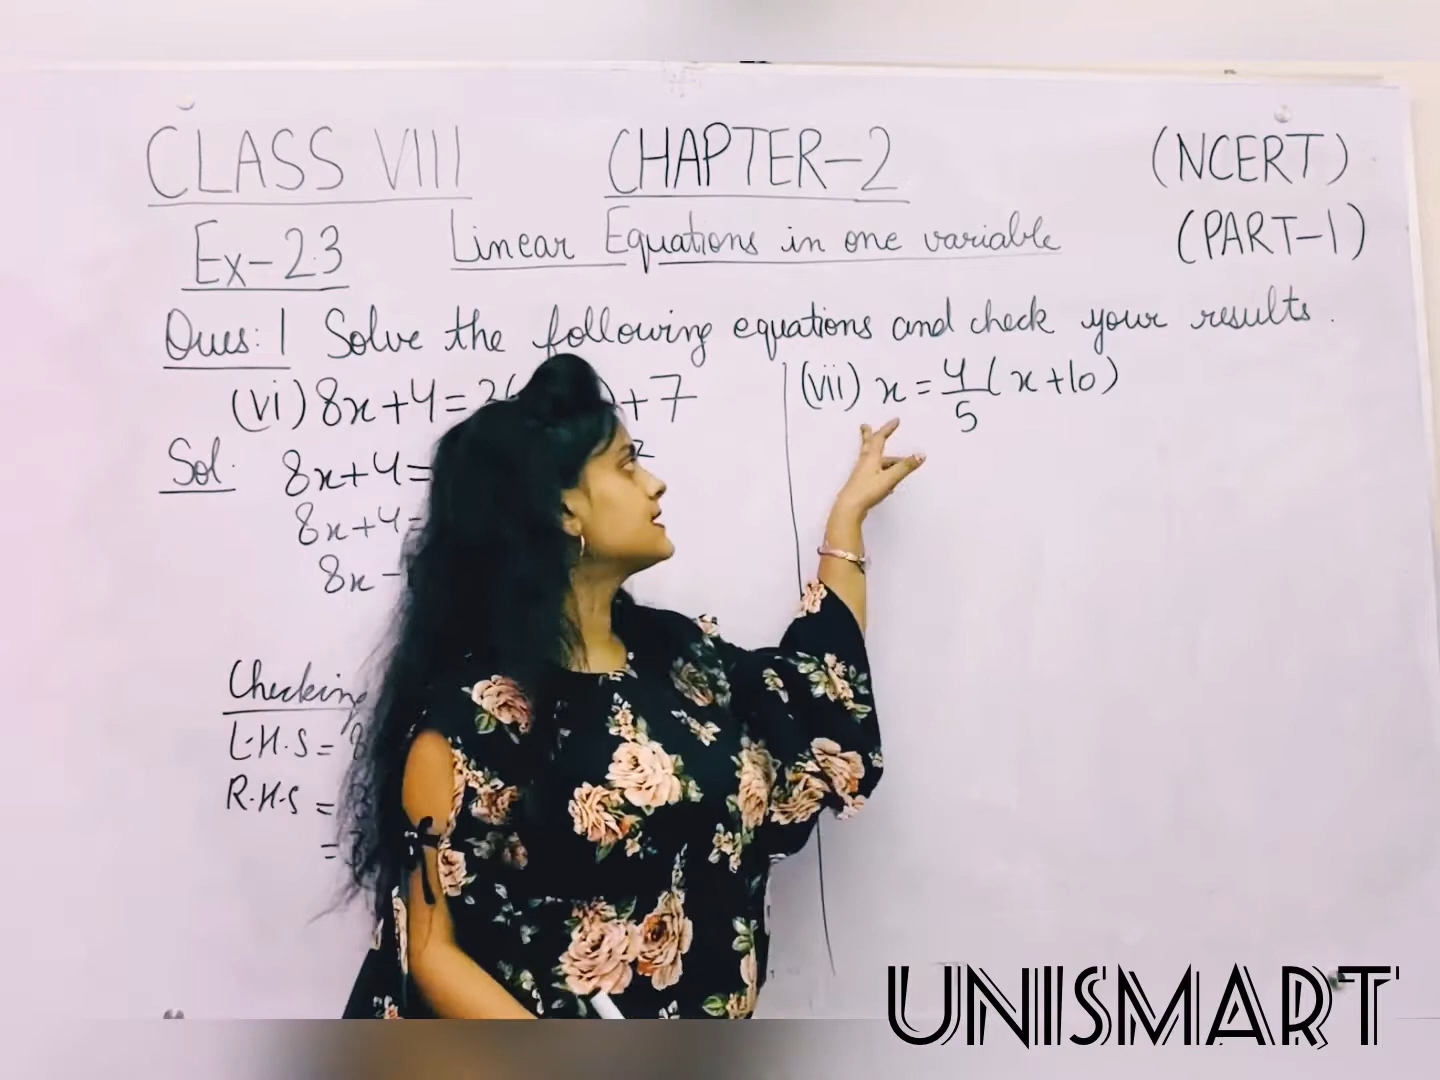 CLASS VIII CHAPTER-2 (NCERT)
Ex-2.3 Linear Equations in one variable (PART-1)
Ques:1 Solve the following equations and check your results.
(vi) 8x+4= +7 (vii) x = 4/5 (x+10)
Sol. 8x+4=
8x+4=
8x-
Checking
L.H.S =
R.H.S =
=
UNISMART